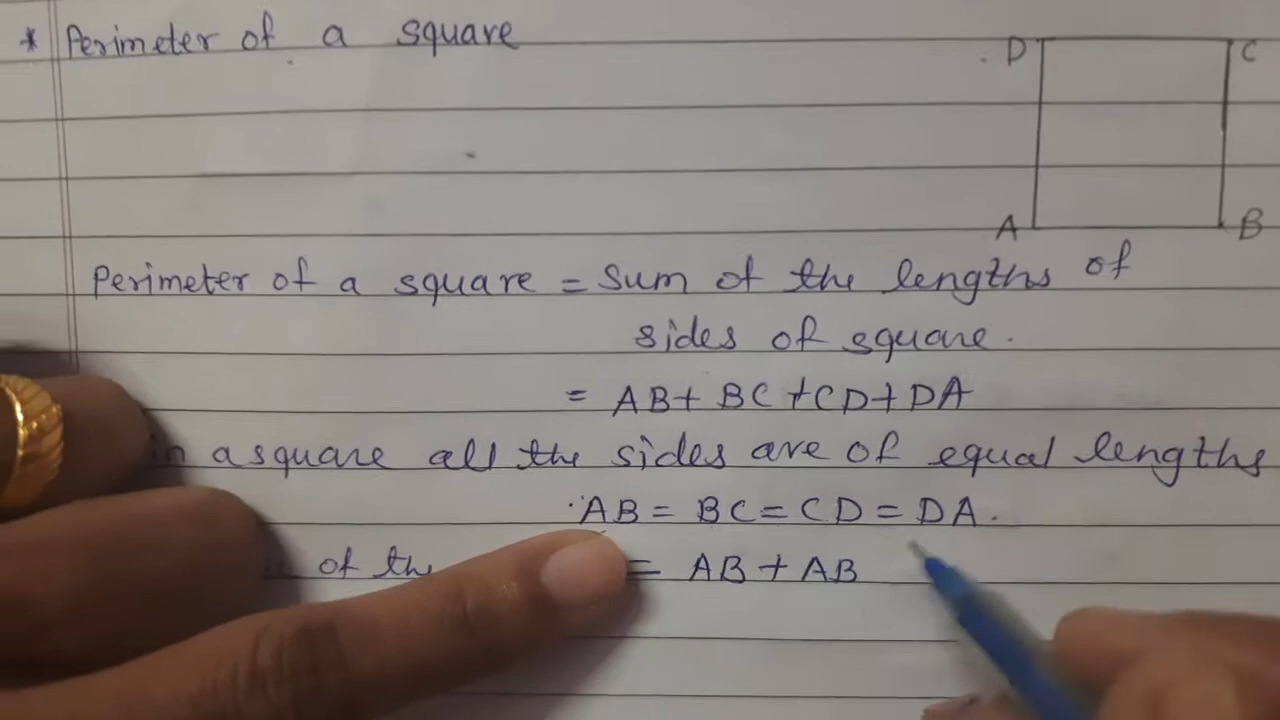 * Perimeter of a square
D C
A B
Perimeter of a square = Sum of the lengths of
sides of square.
= AB + BC + CD + DA
in a square all the sides are of equal lengths
∴ AB = BC = CD = DA.
of the = AB + AB